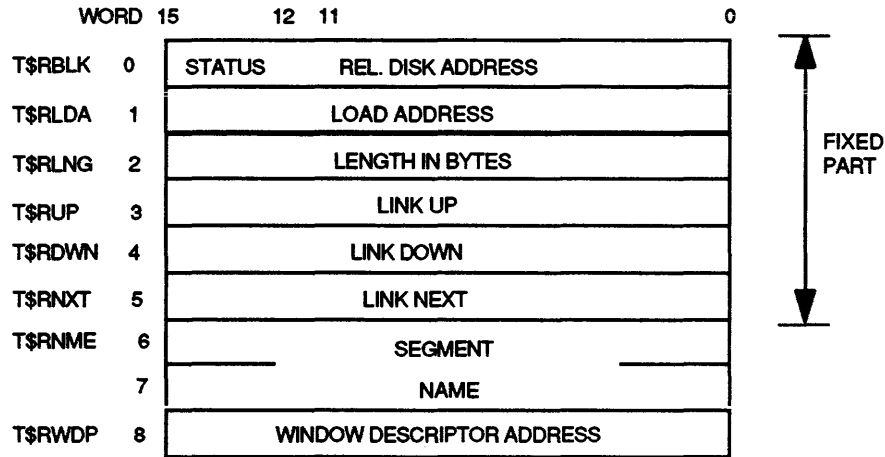 WORD 15 12 11 0
T$RBLK 0 STATUS REL. DISK ADDRESS
T$RLDA 1 LOAD ADDRESS
T$RLNG 2 LENGTH IN BYTES
FIXED
PART
T$RUP 3 LINK UP
T$RDWN 4 LINK DOWN
T$RNXT 5 LINK NEXT
T$RNME 6 SEGMENT
7 NAME
T$RWDP 8 WINDOW DESCRIPTOR ADDRESS